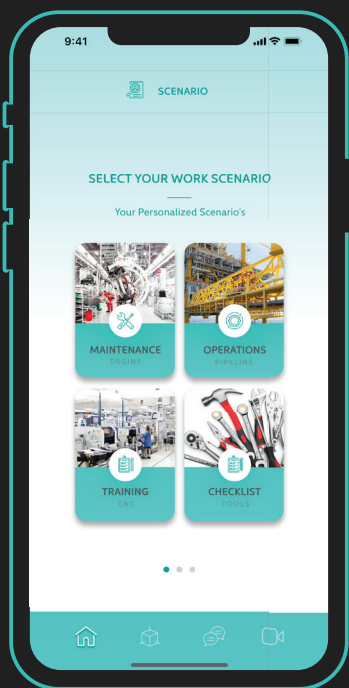 9:41
SCENARIO
SELECT YOUR WORK SCENARIO
Your Personalized Scenario's
MAINTENANCE
ENGINE
OPERATIONS
PIPELINE
TRAINING
CNC
CHECKLIST
TOOLS